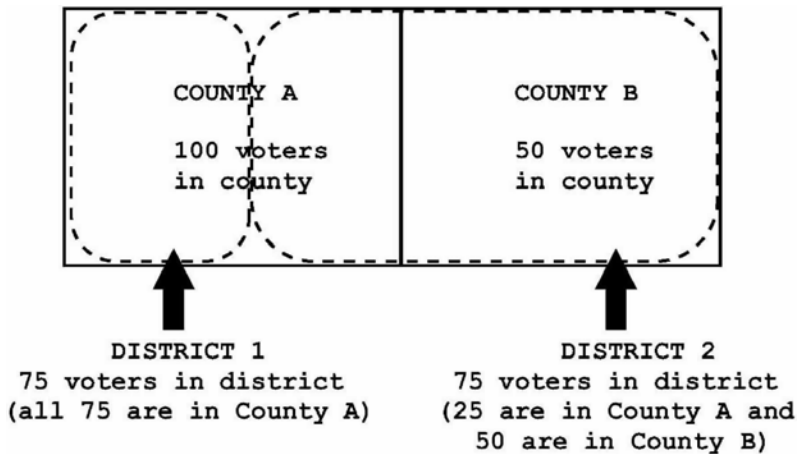 COUNTY A
100 voters
in county
COUNTY B
50 voters
in county
DISTRICT 1
75 voters in district
(all 75 are in County A)
DISTRICT 2
75 voters in district
(25 are in County A and
50 are in County B)